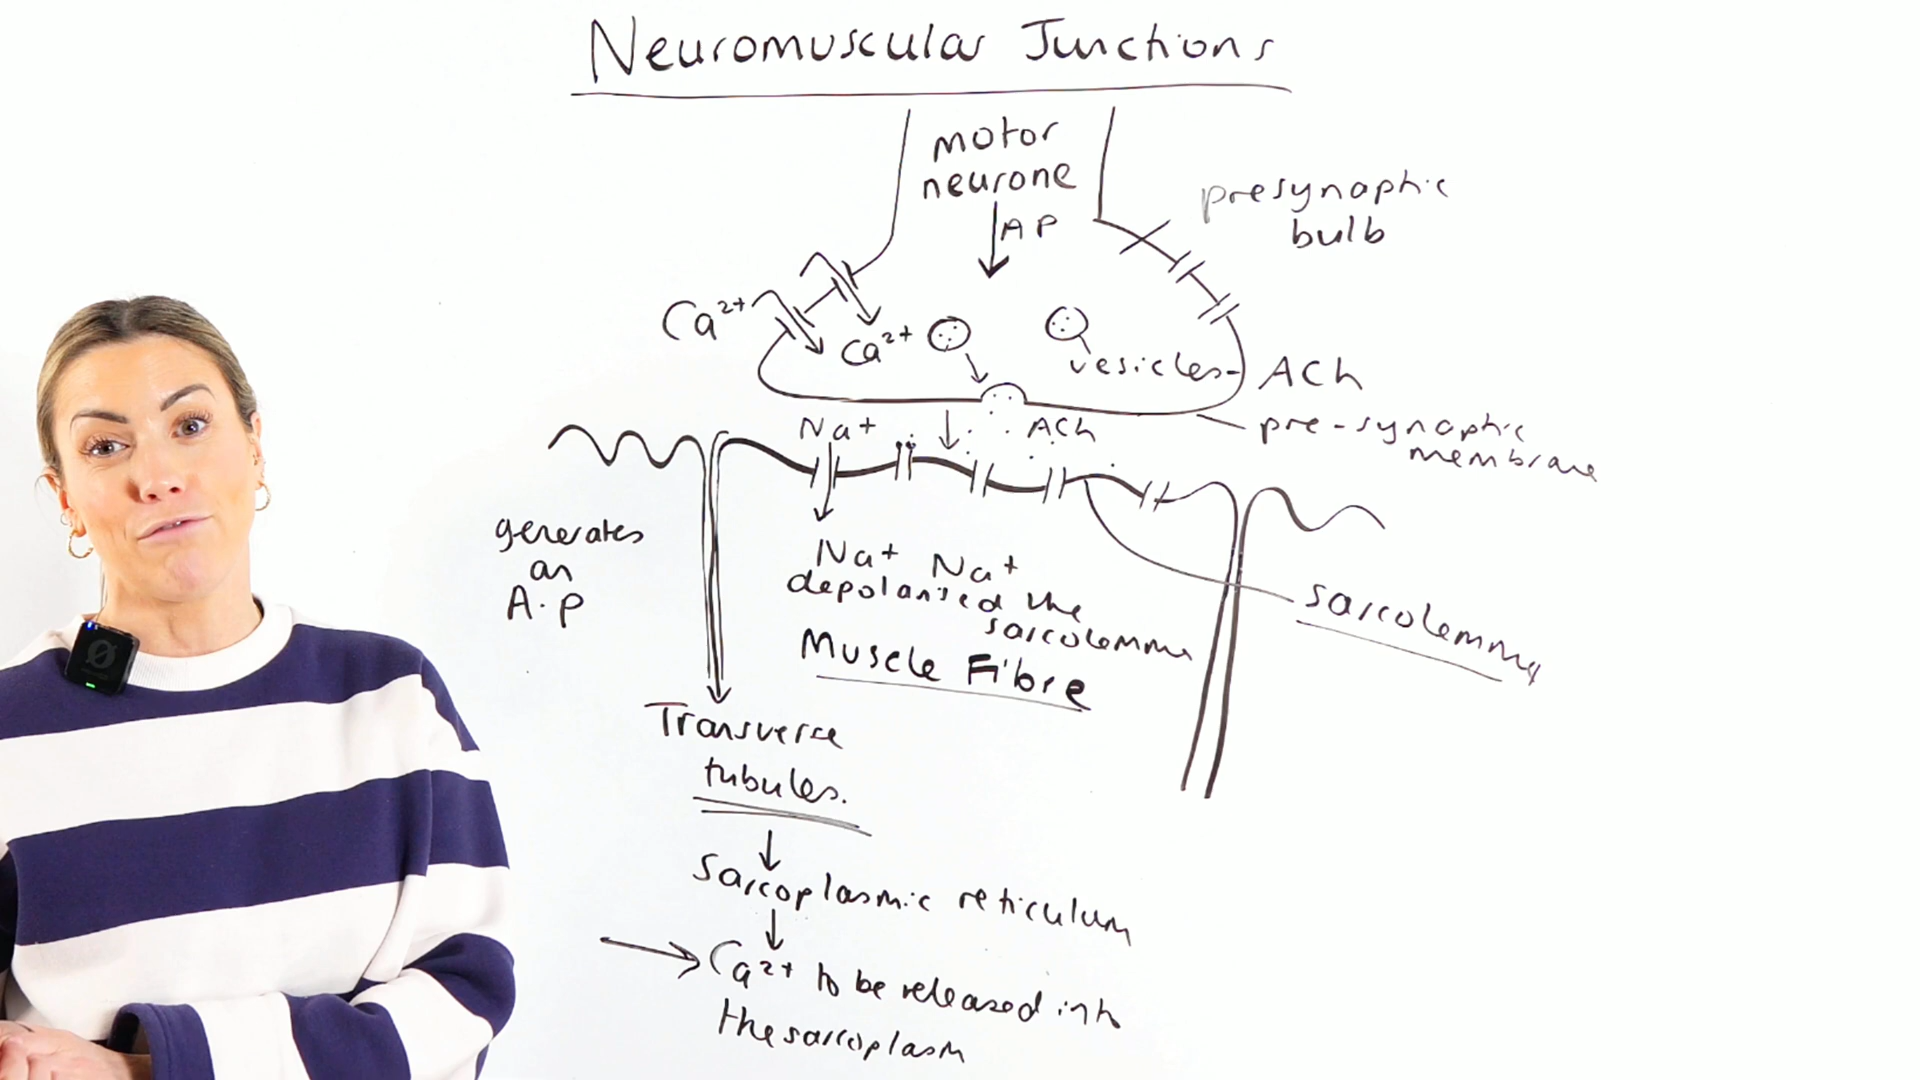 Neuromuscular Junctions
motor
neurone
AP
presynaptic
bulb
Ca²⁺
Ca²⁺
vesicles
ACh
Na+
ACh
pre-synaptic
membrane
generates
an
A.P
Na+ Na+
depolarised the
sarcolemma
Muscle Fibre
sarcolemma
Transverse
tubules.
Sarcoplasmic reticulum
Ca²⁺ to be released into
the sarcoplasm